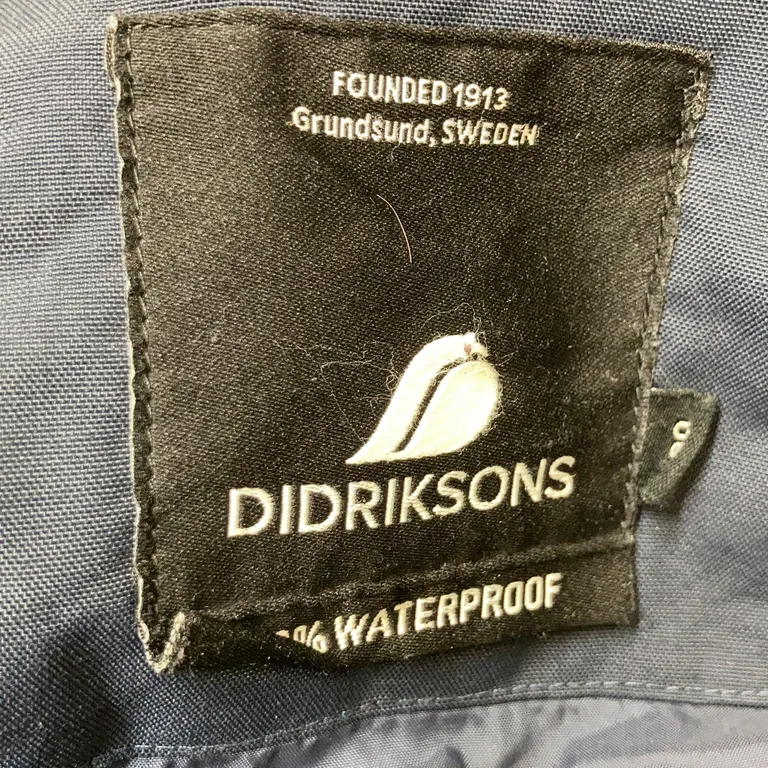 FOUNDED 1913
Grundsund, SWEDEN
DIDRIKSONS
% WATERPROOF